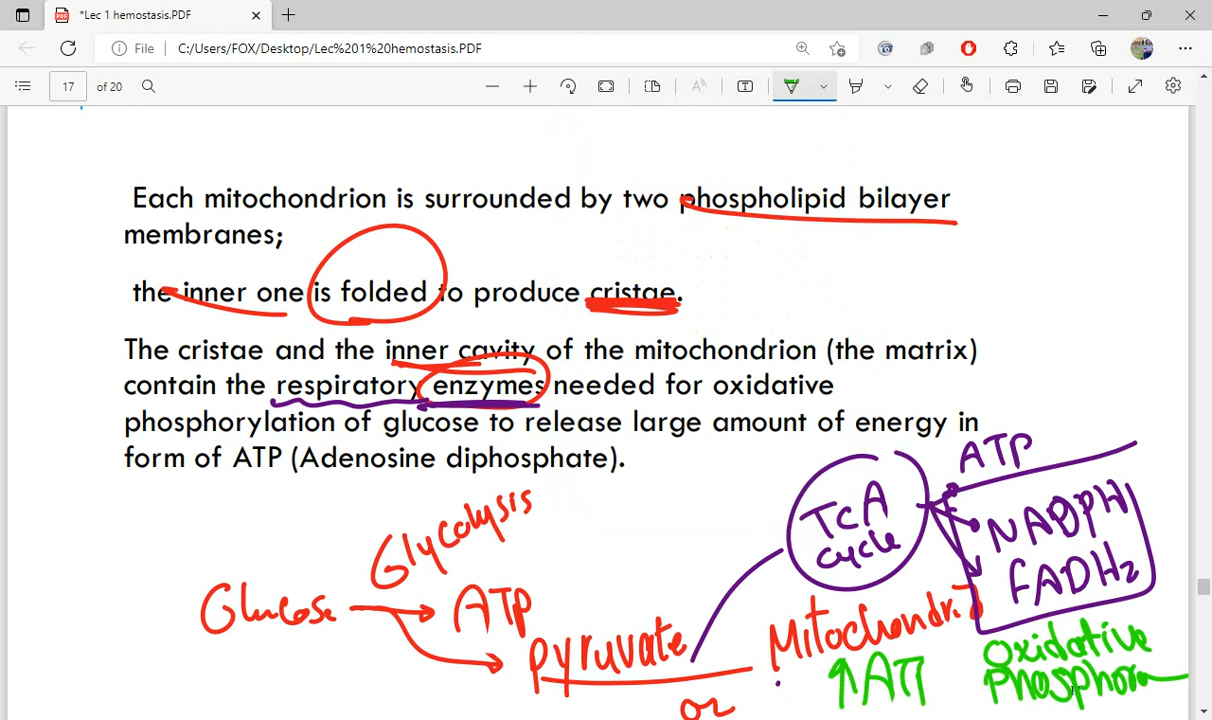 *Lec 1 hemostasis.PDF
File C:/Users/FOX/Desktop/Lec%201%20hemostasis.PDF
17 of 20
Each mitochondrion is surrounded by two phospholipid bilayer
membranes;
the inner one is folded to produce cristae.
The cristae and the inner cavity of the mitochondrion (the matrix)
contain the respiratory enzymes needed for oxidative
phosphorylation of glucose to release large amount of energy in
form of ATP (Adenosine diphosphate).
ATP
TCA
cycle
NADPH
FADH2
Glycolysis
Glucose
ATP
Pyruvate
or
Mitochondria
ATP
Oxidative
Phosphor